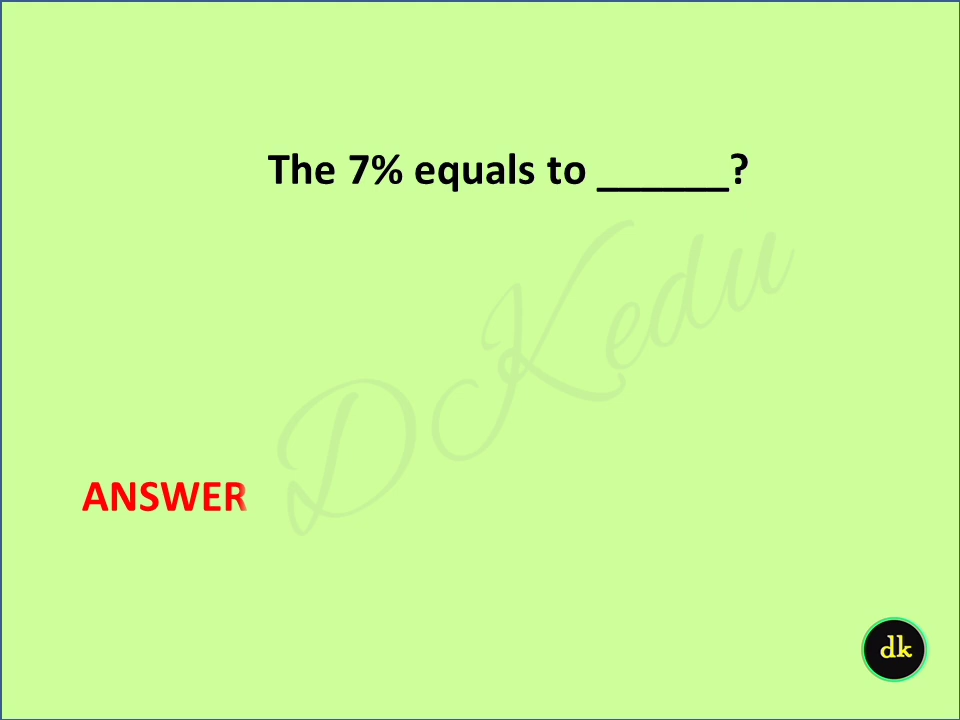 The 7% equals to ______?
DKedu
ANSWER
dk